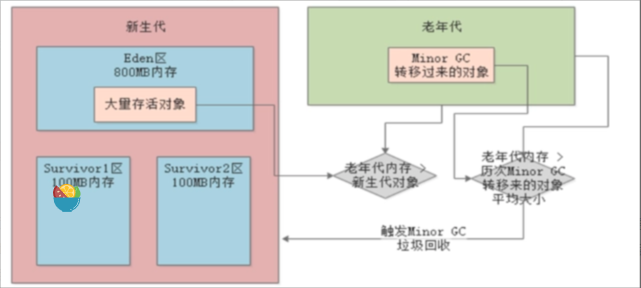 新生代
Eden区
800MB内存
大量存活对象
Survivor1区
100MB内存
Survivor2区
100MB内存
老年代
Minor GC
转移过来的对象
老年代内存 >
新生代对象
老年代内存 >
历次Minor GC
转移来的对象
平均大小
触发Minor GC
垃圾回收